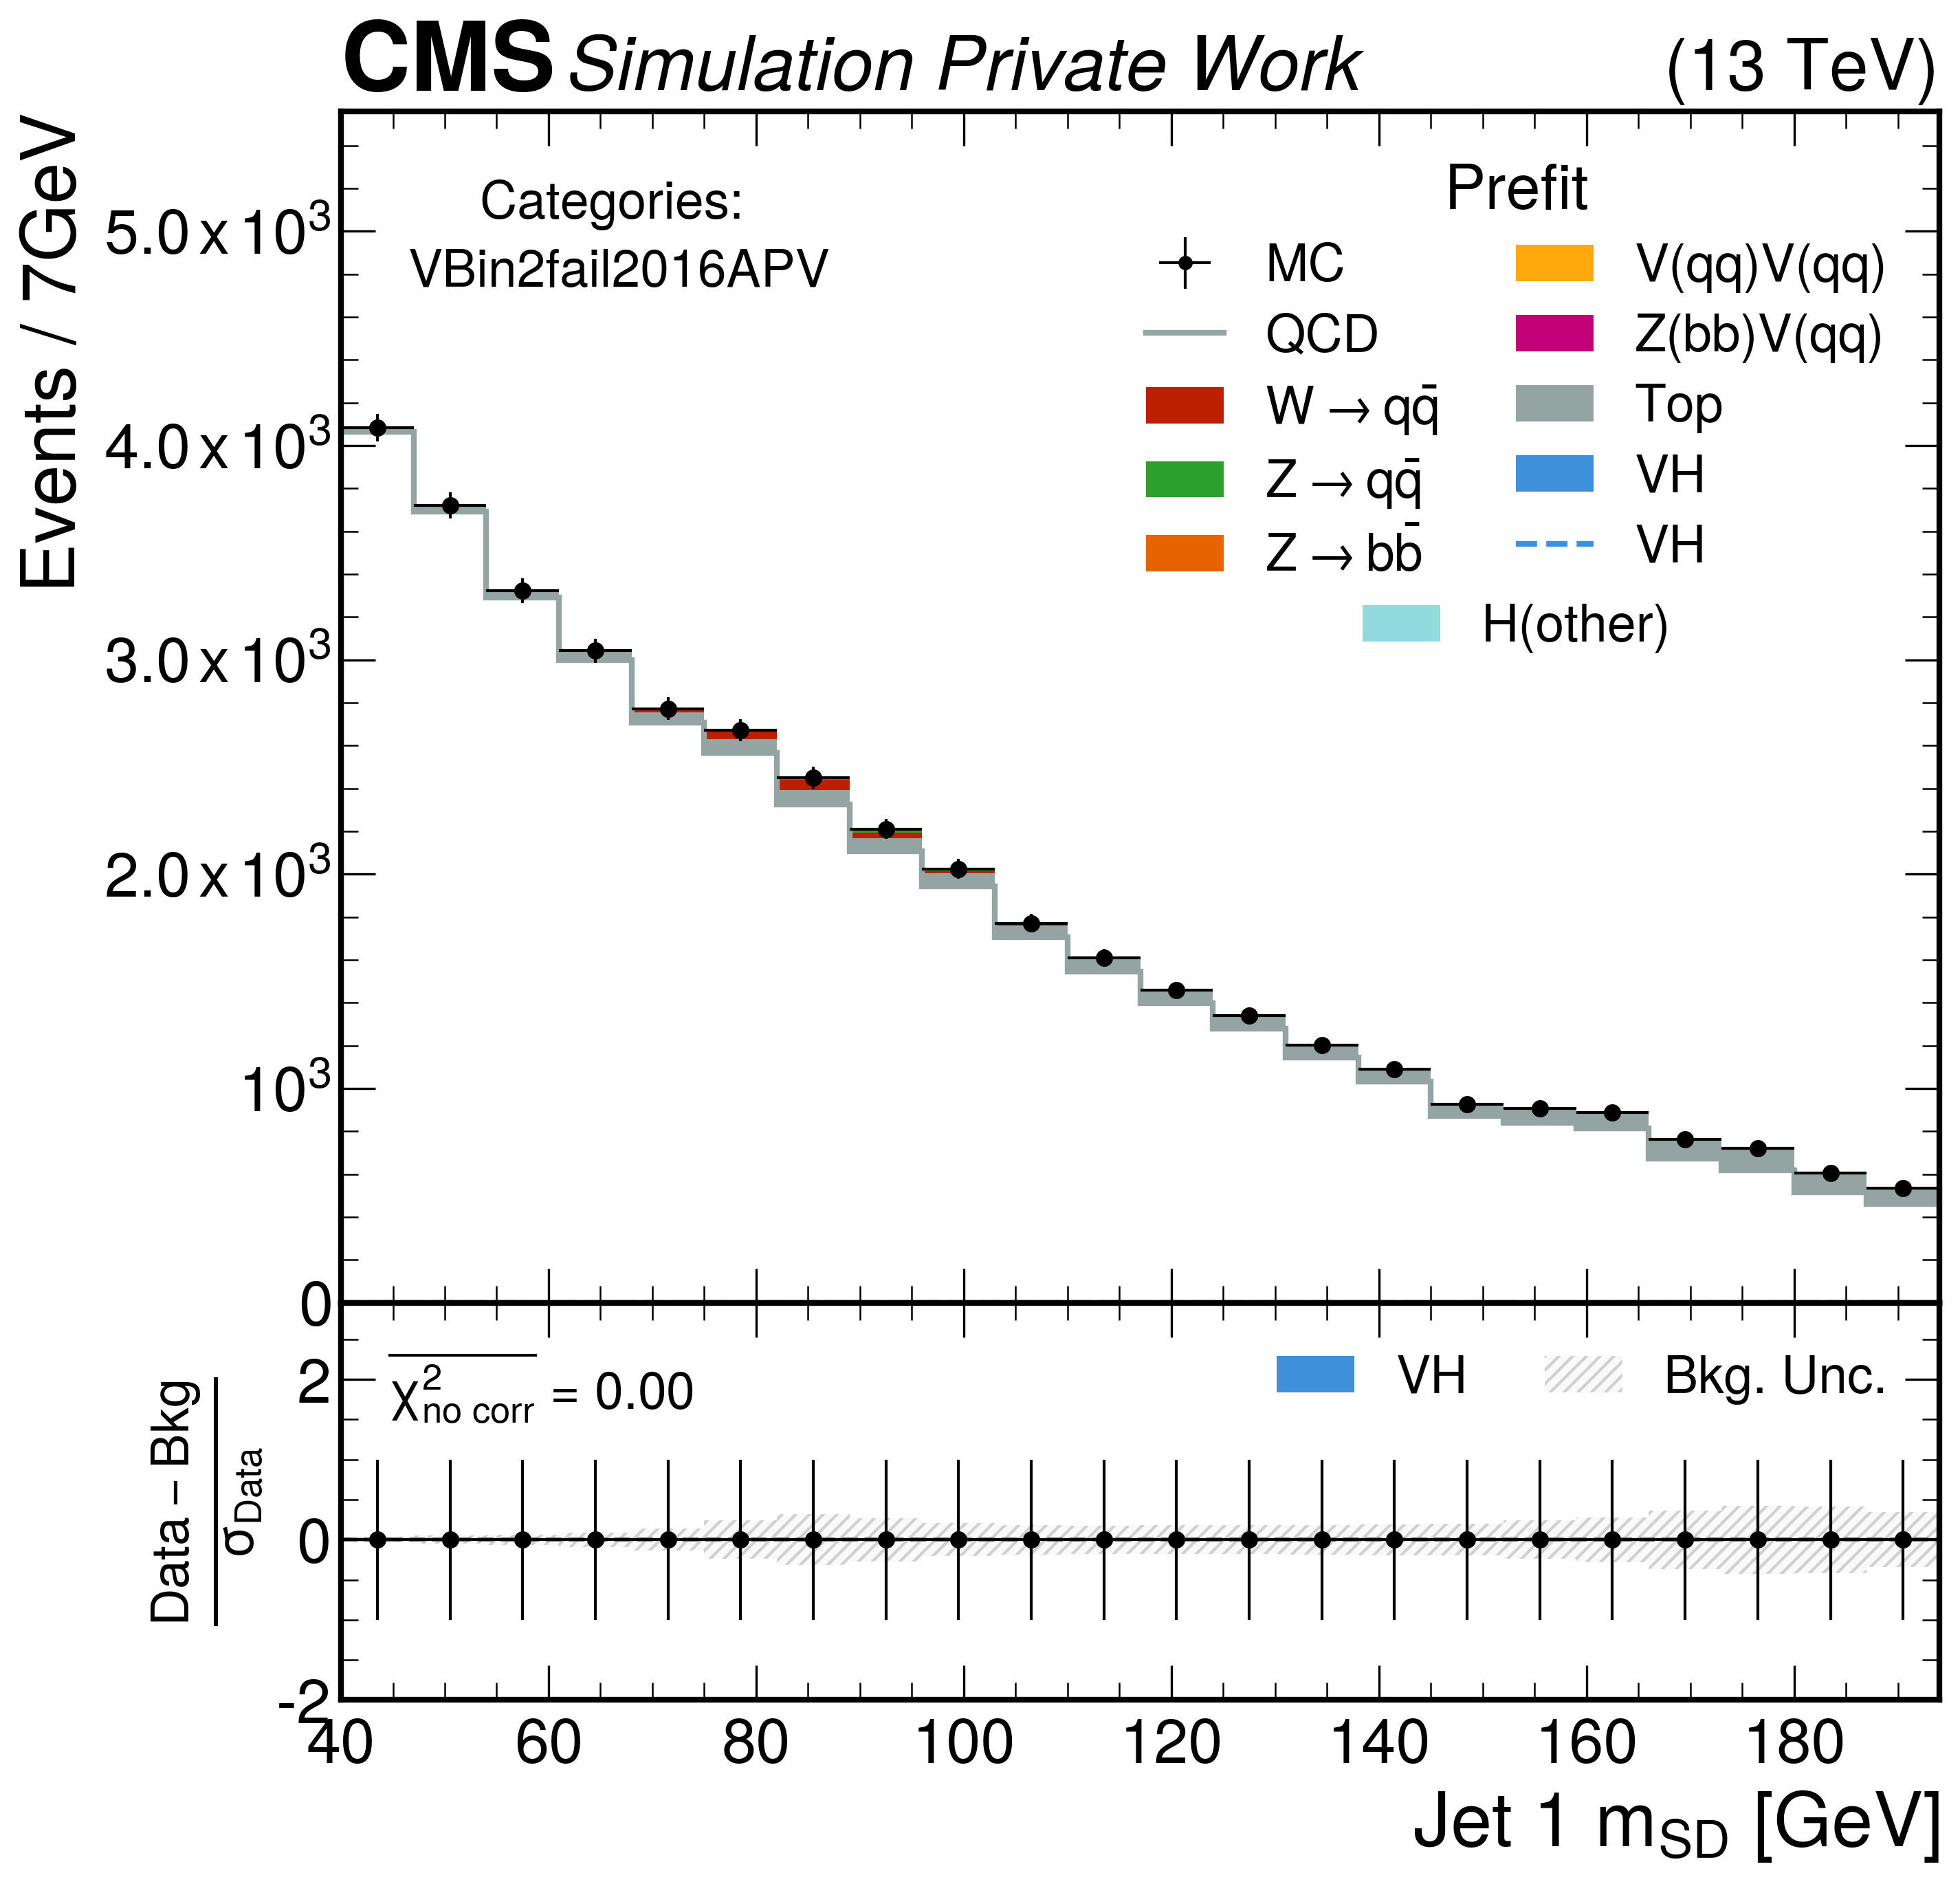 CMS Simulation Private Work (13 TeV)
Events / 7GeV
5.0 x 10³
4.0 x 10³
3.0 x 10³
2.0 x 10³
10³
0
Categories:
VBin2fail2016APV
Prefit
MC
QCD
W → qq̄
Z → qq̄
Z → bb̄
V(qq)V(qq)
Z(bb)V(qq)
Top
VH
VH
H(other)
Data − Bkg
σ_Data
2
0
-2
χ²_no corr = 0.00
VH
Bkg. Unc.
40 60 80 100 120 140 160 180
Jet 1 m_SD [GeV]